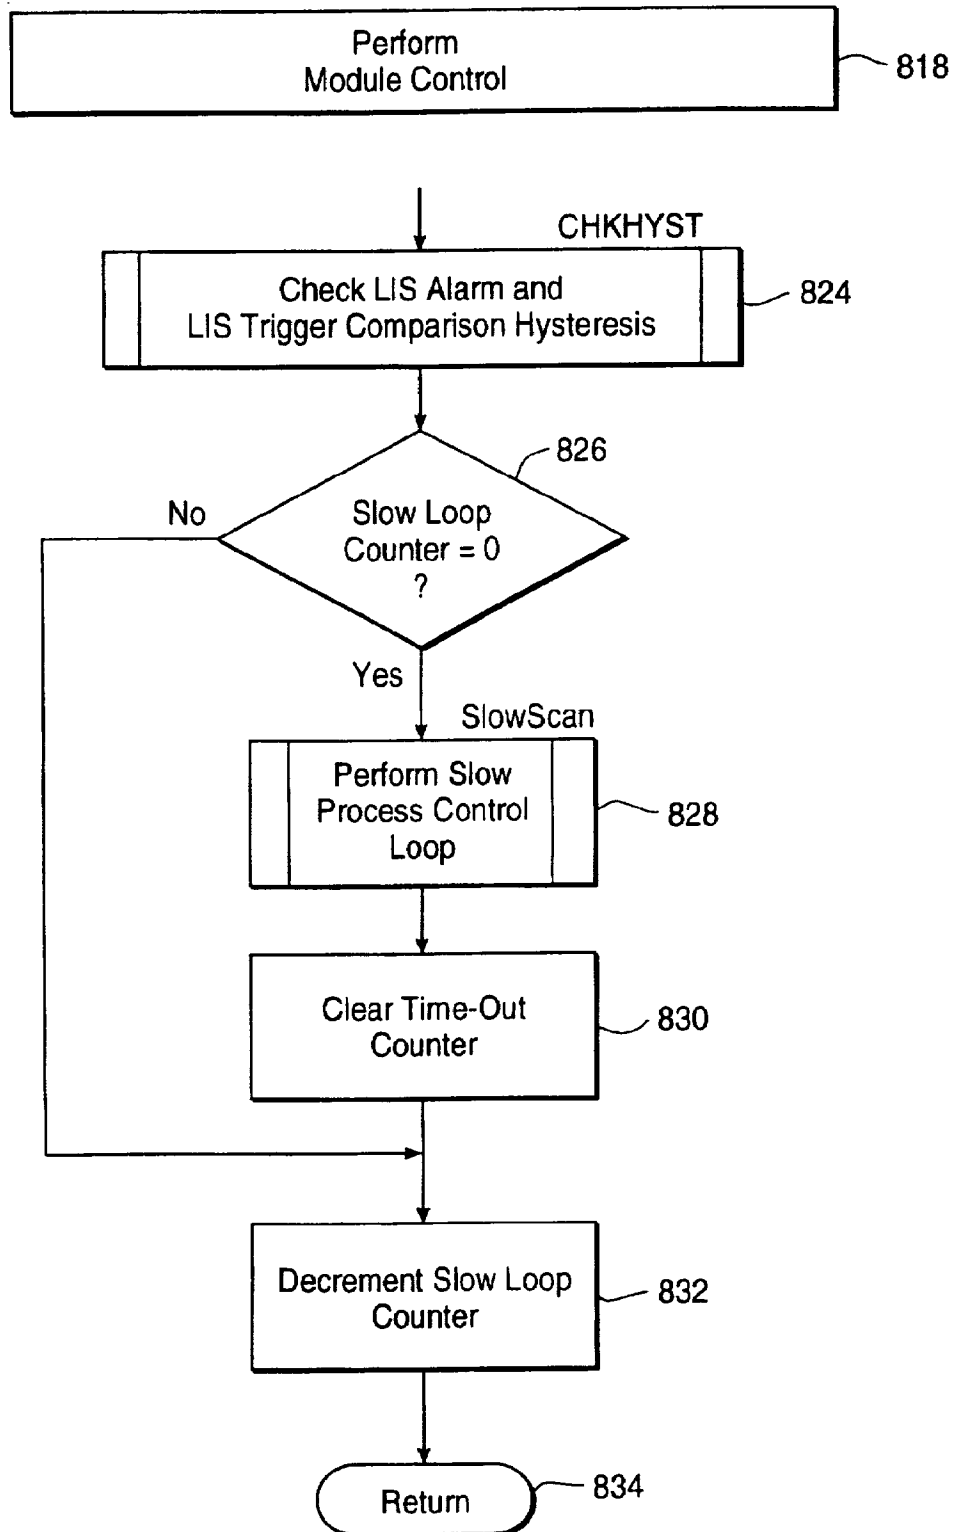 Perform
Module Control
818
CHKHYST
Check LIS Alarm and
LIS Trigger Comparison Hysteresis
824
826
No
Slow Loop
Counter = 0
?
Yes
SlowScan
Perform Slow
Process Control
Loop
828
Clear Time-Out
Counter
830
Decrement Slow Loop
Counter
832
Return
834